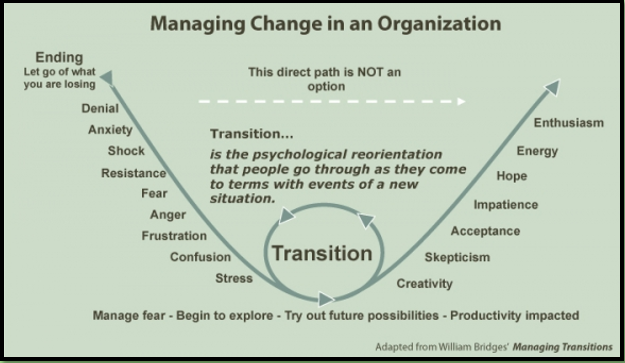 Managing Change in an Organization
Ending
Let go of what
you are losing
This direct path is NOT an
option
Denial
Anxiety
Shock
Resistance
Fear
Anger
Frustration
Confusion
Stress
Transition...
is the psychological reorientation
that people go through as they come
to terms with events of a new
situation.
Transition
Enthusiasm
Energy
Hope
Impatience
Acceptance
Skepticism
Creativity
Manage fear - Begin to explore - Try out future possibilities - Productivity impacted
Adapted from William Bridges' Managing Transitions